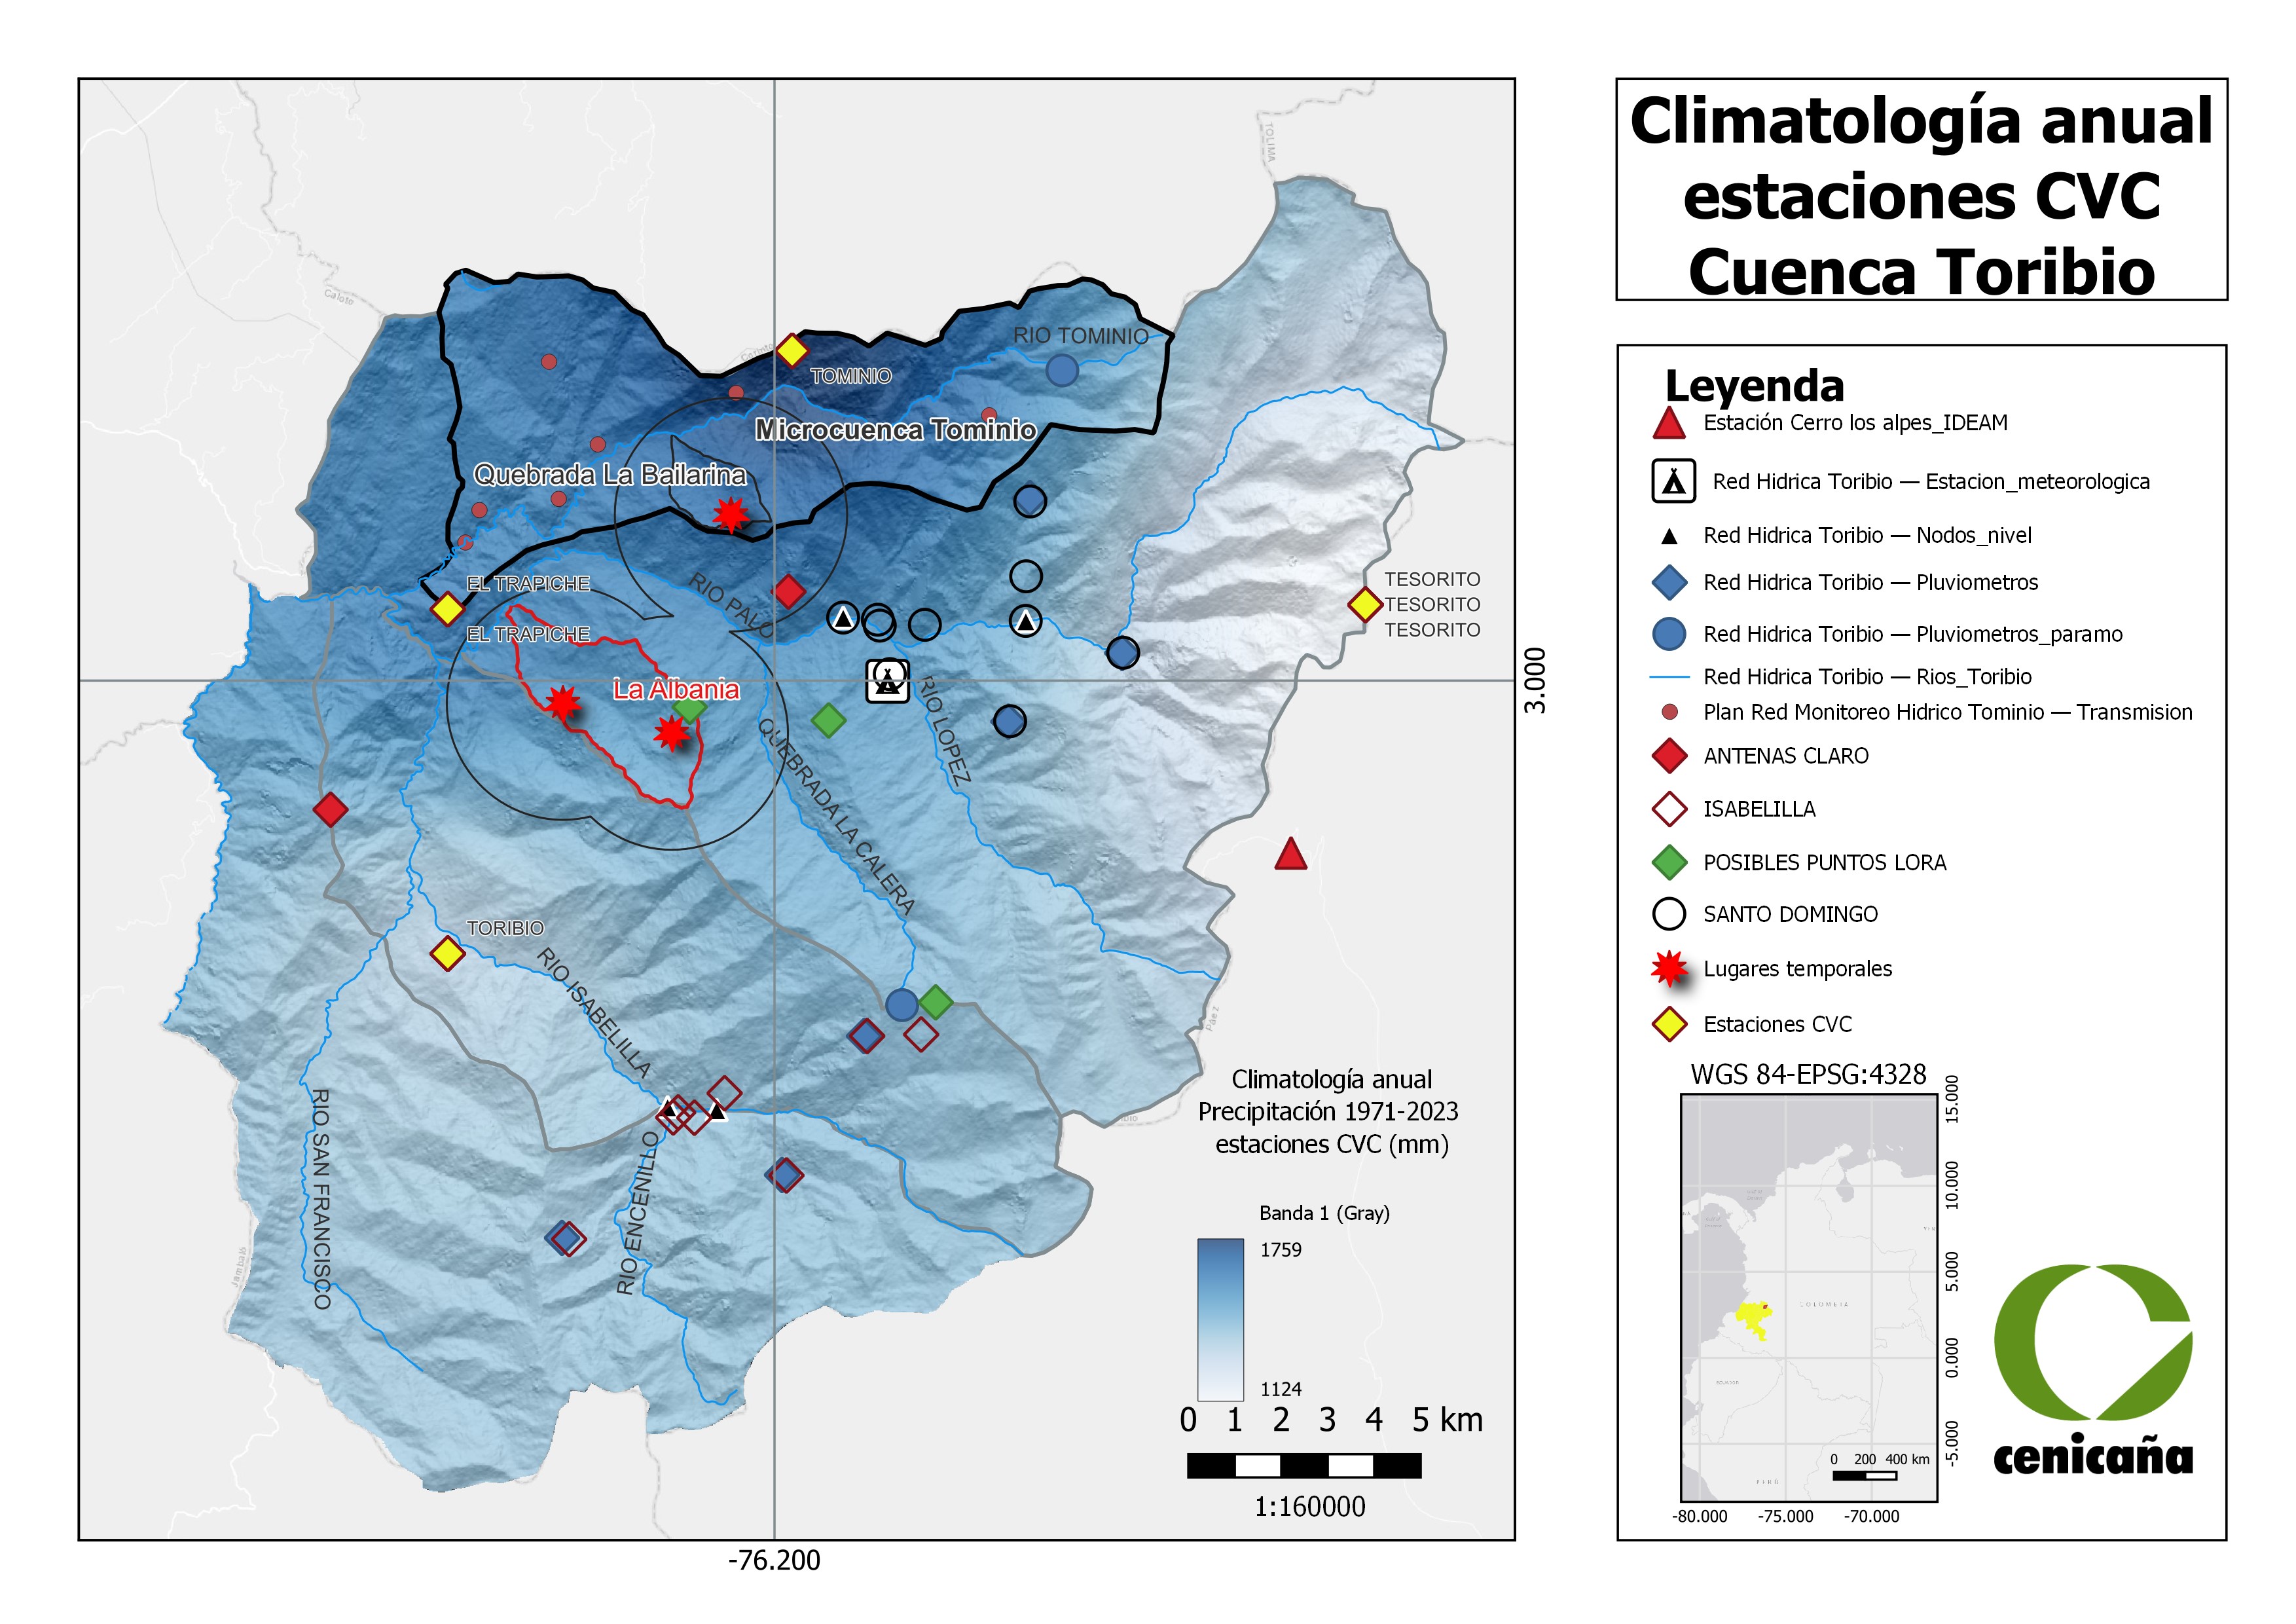 Climatología anual
estaciones CVC
Cuenca Toribio
TOLIMA
Caloto
RIO TOMINIO
TOMINIO
Microcuenca Tominio
Quebrada La Bailarina
EL TRAPICHE
EL TRAPICHE
RIO PALO
TESORITO
TESORITO
TESORITO
3.000
La Albania
RIO LOPEZ
QUEBRADA LA CALERA
TORIBIO
RIO ISABELILLA
Páez
RIO SAN FRANCISCO
RIO ENCENILLO
Jambaló
Climatología anual
Precipitación 1971-2023
estaciones CVC (mm)
Banda 1 (Gray)
1759
1124
0 1 2 3 4 5 km
1:160000
-76.200
Leyenda
Estación Cerro los alpes_IDEAM
Red Hidrica Toribio — Estacion_meteorologica
Red Hidrica Toribio — Nodos_nivel
Red Hidrica Toribio — Pluviometros
Red Hidrica Toribio — Pluviometros_paramo
Red Hidrica Toribio — Rios_Toribio
Plan Red Monitoreo Hidrico Tominio — Transmision
ANTENAS CLARO
ISABELILLA
POSIBLES PUNTOS LORA
SANTO DOMINGO
Lugares temporales
Estaciones CVC
WGS 84-EPSG:4328
15.000
10.000
5.000
0.000
-5.000
COLOMBIA
ECUADOR
PERÚ
0 200 400 km
-80.000 -75.000 -70.000
cenicaña